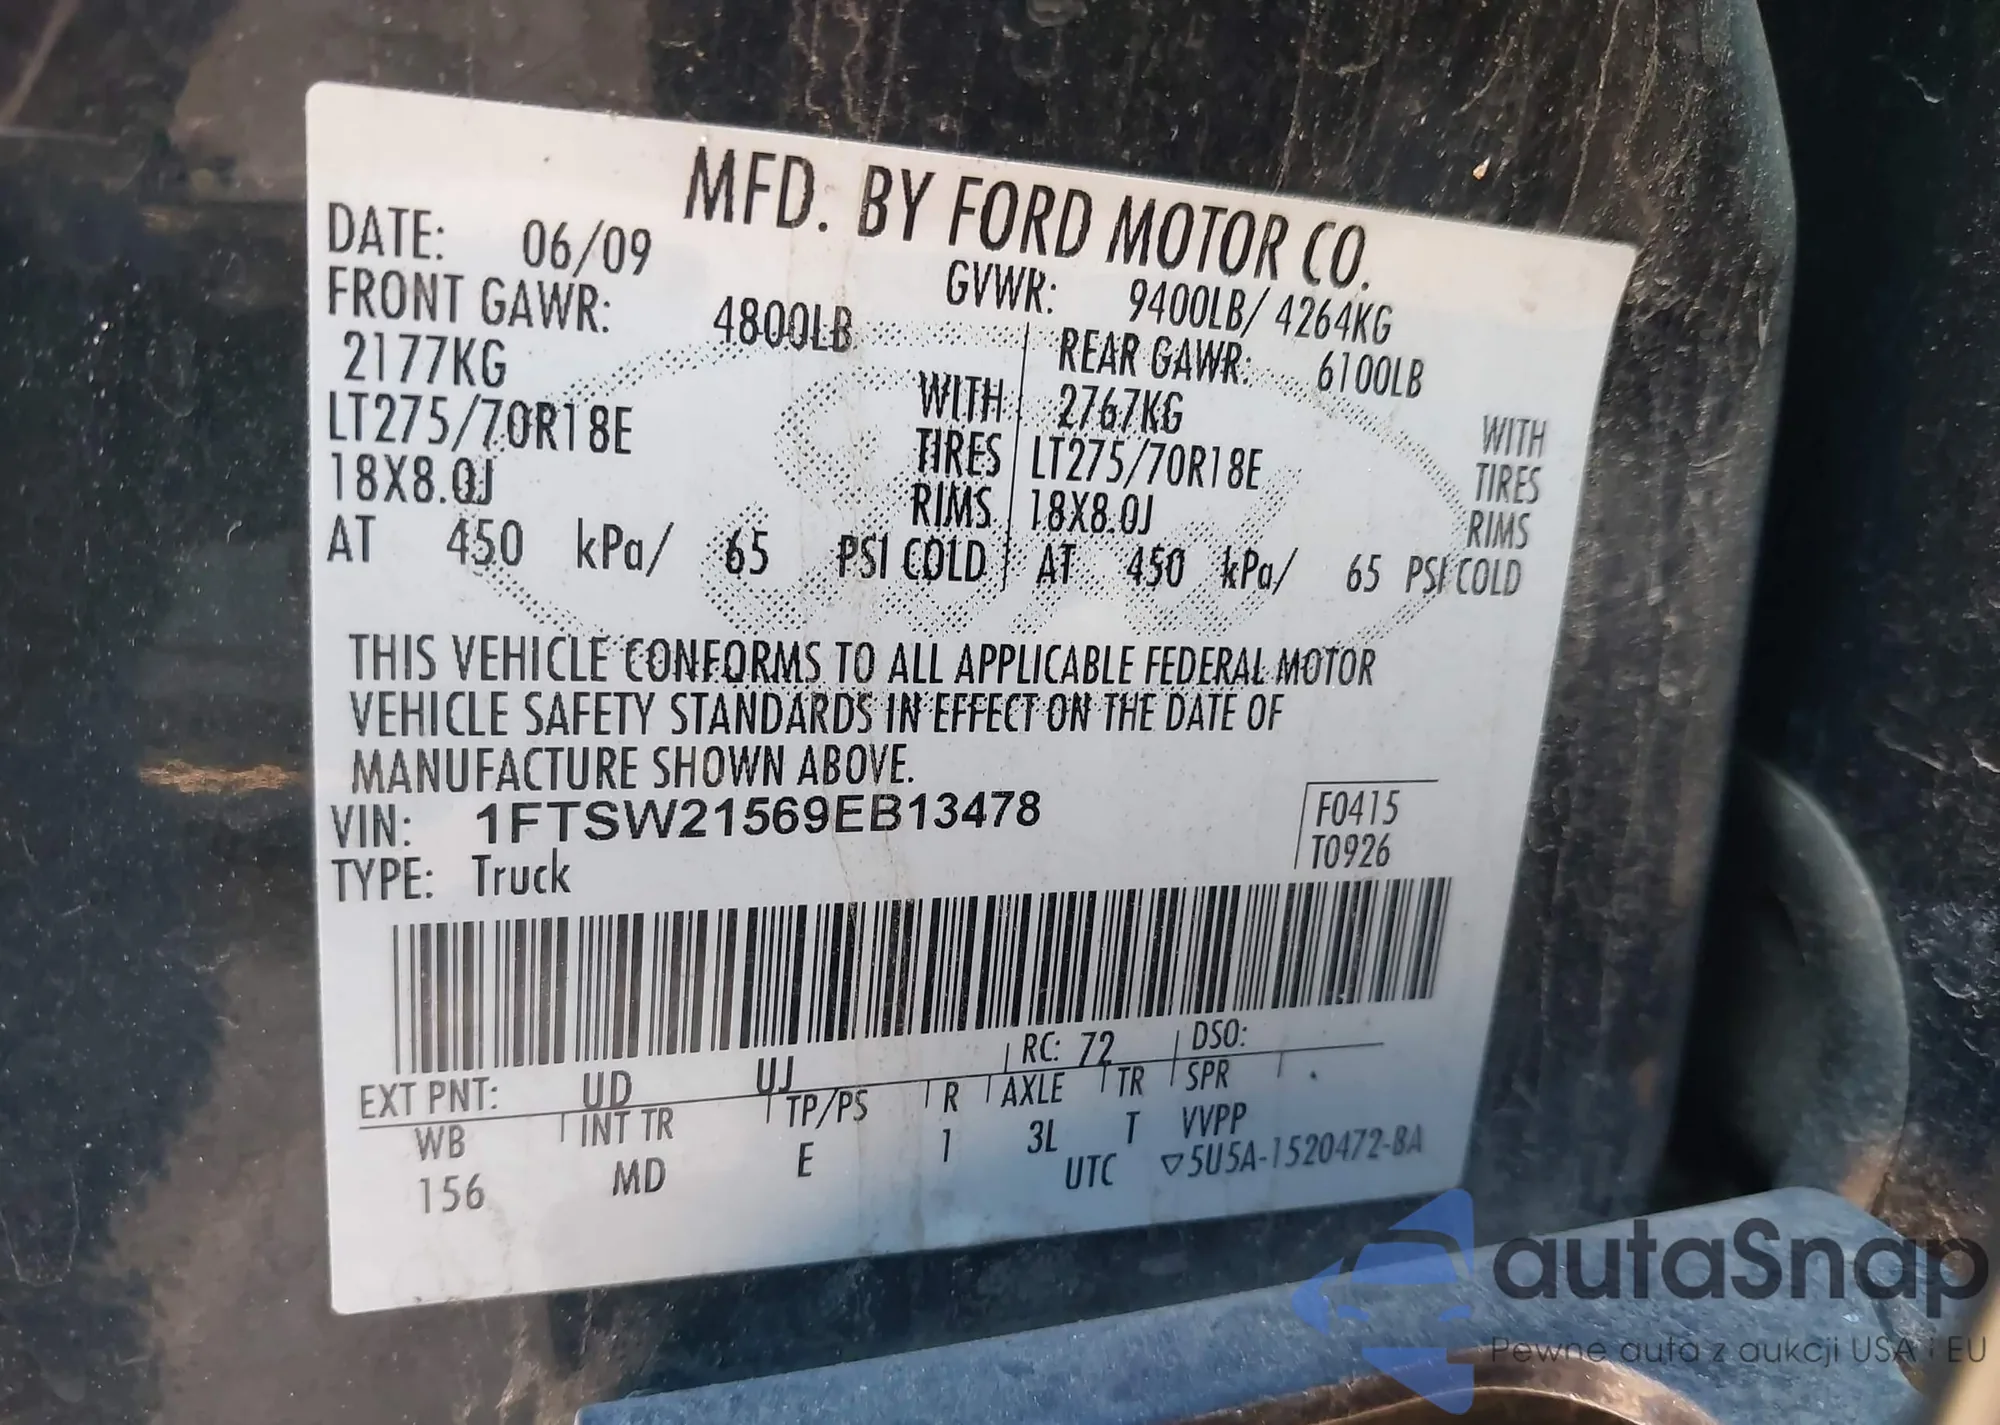 MFD. BY FORD MOTOR CO.
DATE: 06/09 GVWR: 9400LB/ 4264KG
FRONT GAWR: 4800LB REAR GAWR: 6100LB
2177KG WITH 2767KG WITH
LT275/70R18E TIRES LT275/70R18E TIRES
18X8.0J RIMS 18X8.0J RIMS
AT 450 kPa/ 65 PSI COLD AT 450 kPa/ 65 PSI COLD
THIS VEHICLE CONFORMS TO ALL APPLICABLE FEDERAL MOTOR
VEHICLE SAFETY STANDARDS IN EFFECT ON THE DATE OF
MANUFACTURE SHOWN ABOVE.
VIN: 1FTSW21569EB13478 F0415
TYPE: Truck T0926
EXT PNT: UD UJ RC: 72 DSO:
WB INT TR TP/PS R AXLE TR SPR
156 MD E 1 3L T VVPP
UTC ▽5U5A-1520472-BA
autaSnap
Pewne auta z aukcji USA i EU